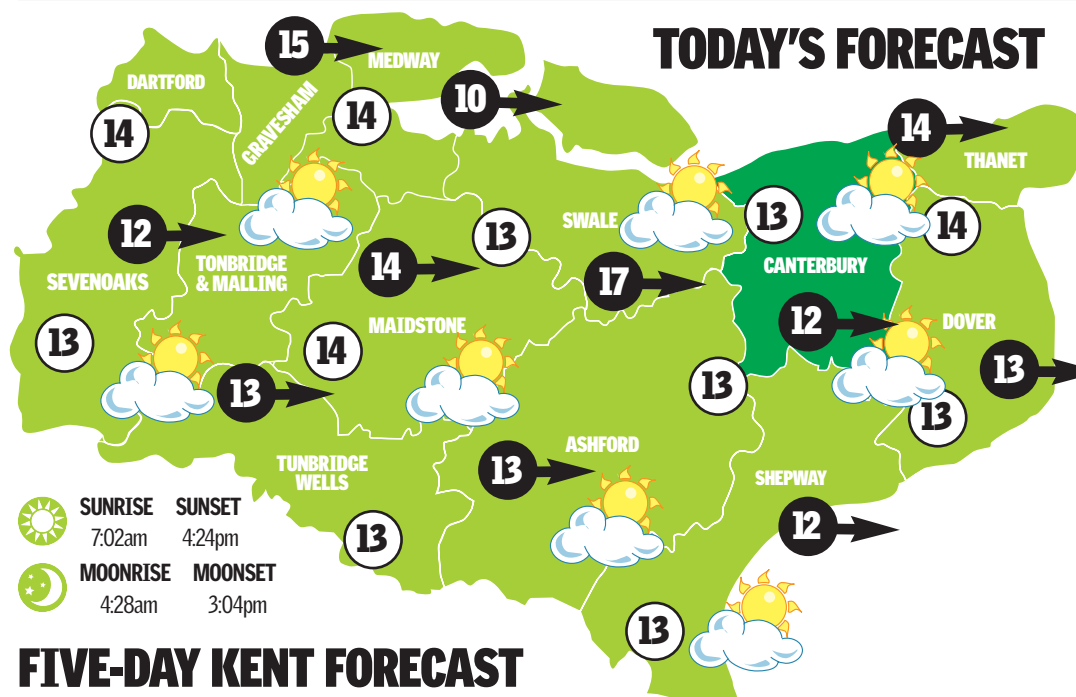 TODAY'S FORECAST
15
MEDWAY
DARTFORD
10
GRAVESHAM
14
14
14
THANET
SWALE
13
14
12
13
CANTERBURY
SEVENOAKS
TONBRIDGE
& MALLING
14
17
MAIDSTONE
12
DOVER
13
14
13
13
13
13
ASHFORD
TUNBRIDGE
WELLS
13
SHEPWAY
SUNRISE SUNSET
7:02am 4:24pm
12
13
MOONRISE MOONSET
4:28am 3:04pm
13
FIVE-DAY KENT FORECAST